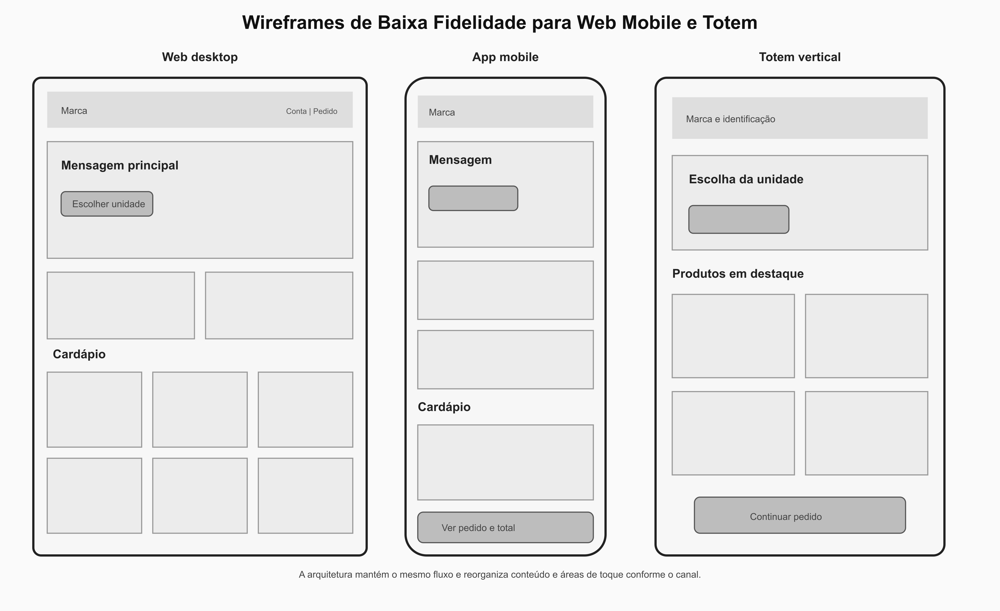 Wireframes de Baixa Fidelidade para Web Mobile e Totem
Web desktop
Marca
Conta | Pedido
Mensagem principal
Escolher unidade
Cardápio
App mobile
Marca
Mensagem
Cardápio
Ver pedido e total
Totem vertical
Marca e identificação
Escolha da unidade
Produtos em destaque
Continuar pedido
A arquitetura mantém o mesmo fluxo e reorganiza conteúdo e áreas de toque conforme o canal.